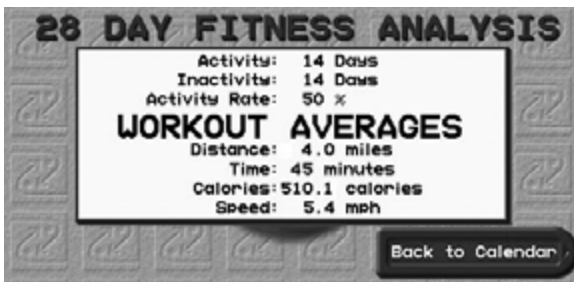 28 DAY FITNESS ANALYSIS
Activity: 14 Days
Inactivity: 14 Days
Activity Rate: 50 %
WORKOUT AVERAGES
Distance: 4.0 miles
Time: 45 minutes
Calories: 510.1 calories
Speed: 5.4 mph
Back to Calendar